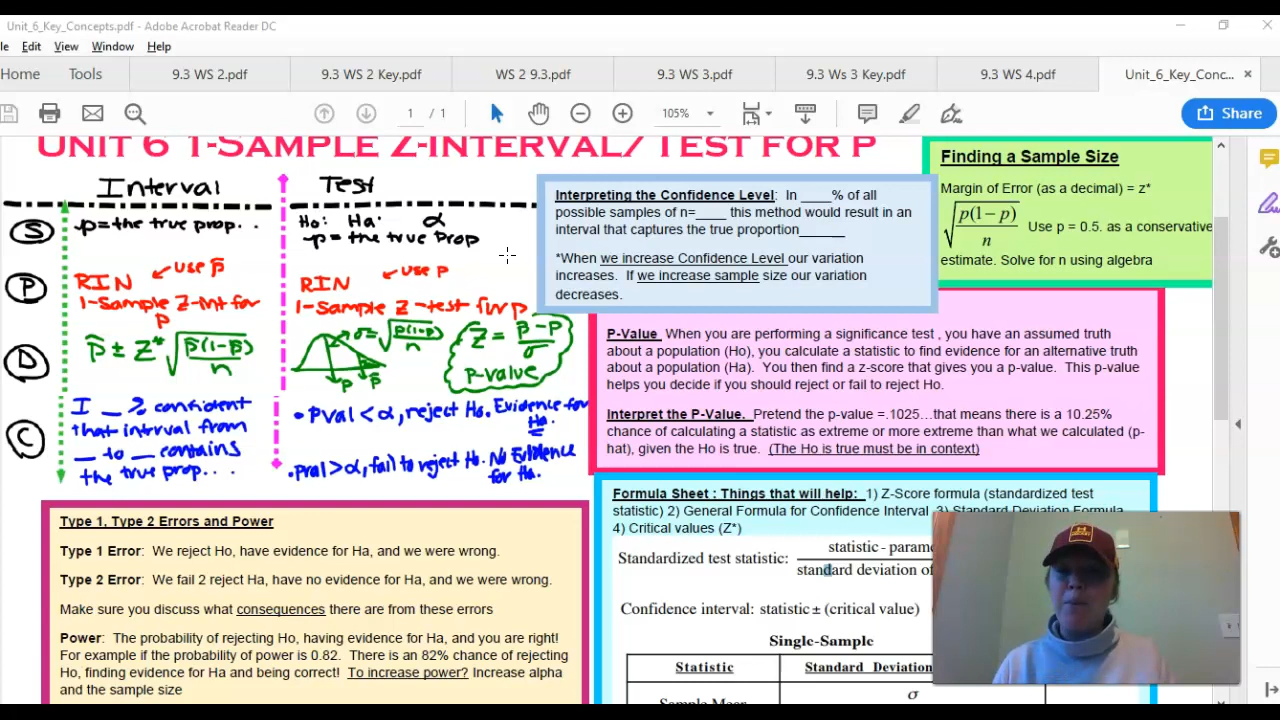 Unit_6_Key_Concepts.pdf - Adobe Acrobat Reader DC
le Edit View Window Help
Home Tools 9.3 WS 2.pdf 9.3 WS 2 Key.pdf WS 2 9.3.pdf 9.3 WS 3.pdf 9.3 Ws 3 Key.pdf 9.3 WS 4.pdf Unit_6_Key_Conc... ×
1 / 1 105% Share
UNIT 6 1-SAMPLE Z-INTERVAL/TEST FOR P
Interval
S
p = the true prop. . .
P
RIN ← use p̂
1-Sample Z-Int for
p
D
p̂ ± Z* √(p̂(1-p̂)/n)
C
I __ % confident
that interval from
__ to __ contains
the true prop. . .
Test
Ho: Ha: α
p = the true prop
RIN ← use p
1-Sample Z-test for p
σ = √(p(1-p)/n)
p p̂
Z = p̂ - p / σ
p-value
• Pval < α, reject Ho. Evidence for
Ha.
• Pval > α, fail to reject Ho. No Evidence
for Ha.
Interpreting the Confidence Level: In ____% of all
possible samples of n=____ this method would result in an
interval that captures the true proportion______
*When we increase Confidence Level our variation
increases. If we increase sample size our variation
decreases.
Finding a Sample Size
Margin of Error (as a decimal) = z*
√(p(1-p)/n) Use p = 0.5. as a conservative
estimate. Solve for n using algebra
P-Value When you are performing a significance test , you have an assumed truth
about a population (Ho), you calculate a statistic to find evidence for an alternative truth
about a population (Ha). You then find a z-score that gives you a p-value. This p-value
helps you decide if you should reject or fail to reject Ho.
Interpret the P-Value. Pretend the p-value =.1025…that means there is a 10.25%
chance of calculating a statistic as extreme or more extreme than what we calculated (p-
hat), given the Ho is true. (The Ho is true must be in context)
Type 1, Type 2 Errors and Power
Type 1 Error: We reject Ho, have evidence for Ha, and we were wrong.
Type 2 Error: We fail 2 reject Ha, have no evidence for Ha, and we were wrong.
Make sure you discuss what consequences there are from these errors
Power: The probability of rejecting Ho, having evidence for Ha, and you are right!
For example if the probability of power is 0.82. There is an 82% chance of rejecting
Ho, finding evidence for Ha and being correct! To increase power? Increase alpha
and the sample size
Formula Sheet : Things that will help: 1) Z-Score formula (standardized test
statistic) 2) General Formula for Confidence Interval 3) Standard Deviation Formula
4) Critical values (Z*)
Standardized test statistic: statistic - param
standard deviation of
Confidence interval: statistic ± (critical value)
Single-Sample
Statistic Standard Deviation
Sample Mean σ